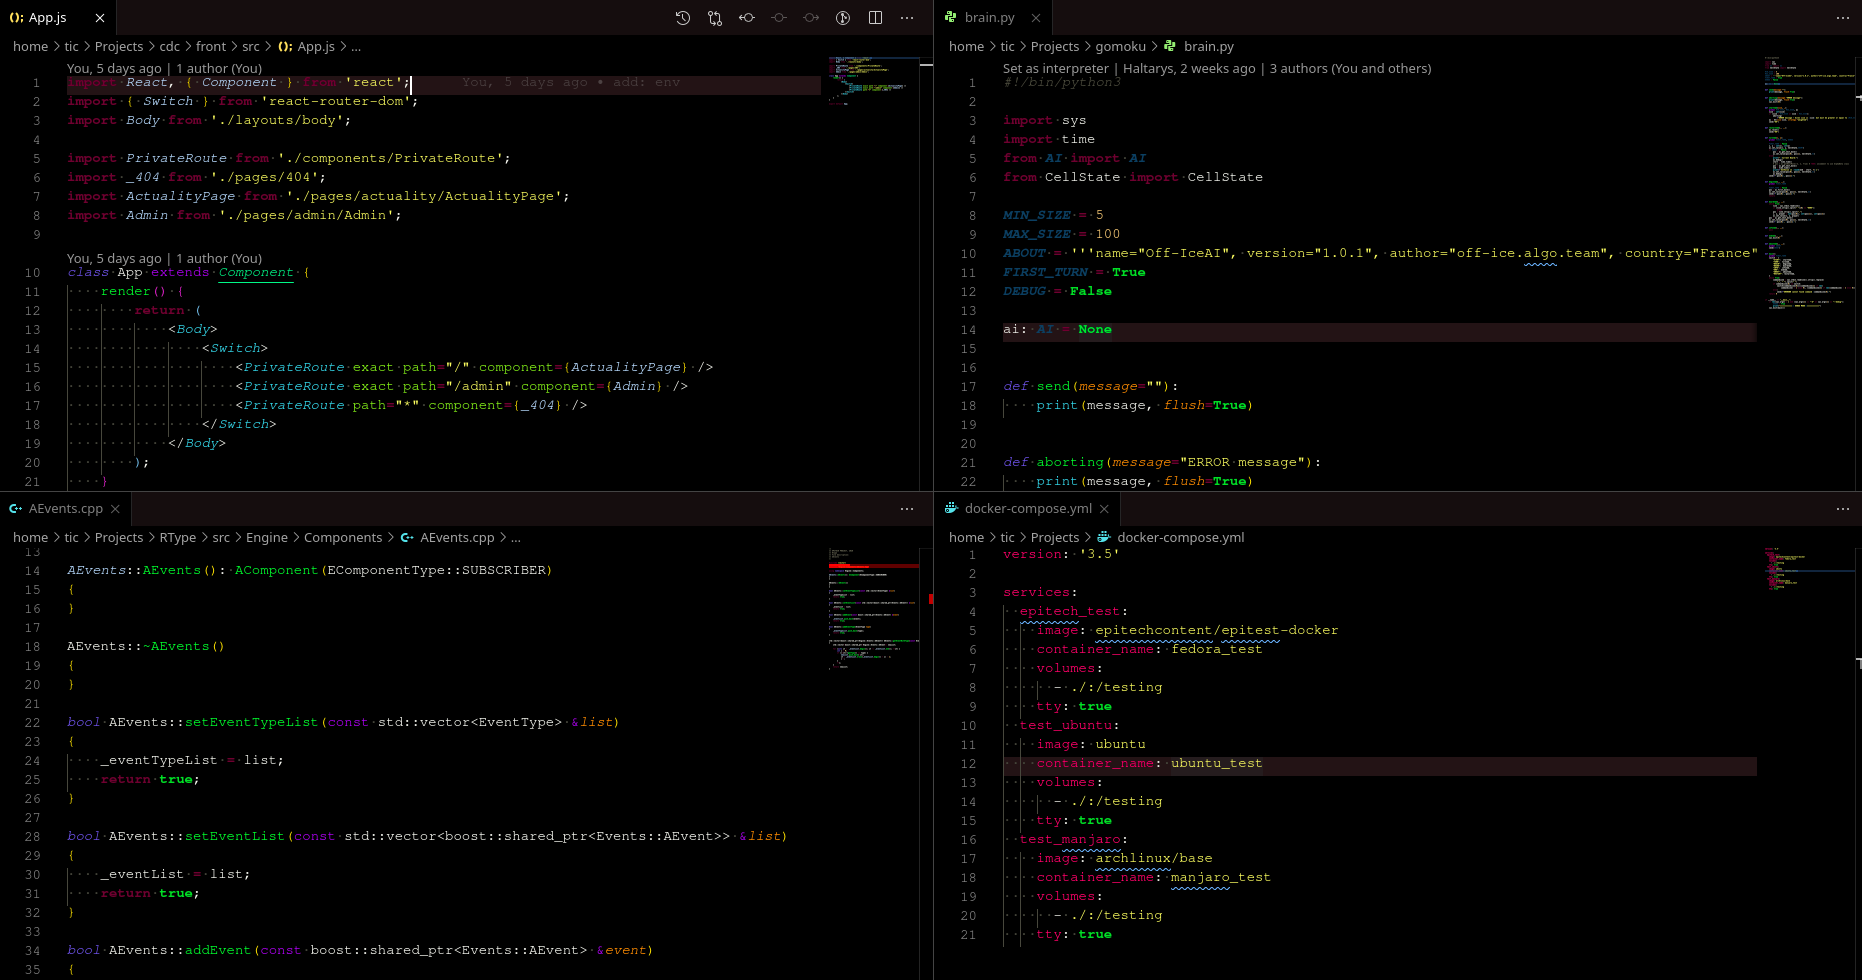 App.js
home > tic > Projects > cdc > front > src > App.js > ...
You, 5 days ago | 1 author (You)
1 import React, { Component } from 'react'; You, 5 days ago • add: env
2 import { Switch } from 'react-router-dom';
3 import Body from './layouts/body';
4
5 import PrivateRoute from './components/PrivateRoute';
6 import _404 from './pages/404';
7 import ActualityPage from './pages/actuality/ActualityPage';
8 import Admin from './pages/admin/Admin';
9
You, 5 days ago | 1 author (You)
10 class App extends Component {
11 render() {
12 return (
13 <Body>
14 <Switch>
15 <PrivateRoute exact path="/" component={ActualityPage} />
16 <PrivateRoute exact path="/admin" component={Admin} />
17 <PrivateRoute path="*" component={_404} />
18 </Switch>
19 </Body>
20 );
21 }
brain.py
home > tic > Projects > gomoku > brain.py
Set as interpreter | Haltarys, 2 weeks ago | 3 authors (You and others)
1 #!/bin/python3
2
3 import sys
4 import time
5 from AI import AI
6 from CellState import CellState
7
8 MIN_SIZE = 5
9 MAX_SIZE = 100
10 ABOUT = '''name="Off-IceAI", version="1.0.1", author="off-ice.algo.team", country="France"
11 FIRST_TURN = True
12 DEBUG = False
13
14 ai: AI = None
15
16
17 def send(message=""):
18 print(message, flush=True)
19
20
21 def aborting(message="ERROR message"):
22 print(message, flush=True)
AEvents.cpp
home > tic > Projects > RType > src > Engine > Components > AEvents.cpp > ...
13
14 AEvents::AEvents(): AComponent(EComponentType::SUBSCRIBER)
15 {
16 }
17
18 AEvents::~AEvents()
19 {
20 }
21
22 bool AEvents::setEventTypeList(const std::vector<EventType> &list)
23 {
24 _eventTypeList = list;
25 return true;
26 }
27
28 bool AEvents::setEventList(const std::vector<boost::shared_ptr<Events::AEvent>> &list)
29 {
30 _eventList = list;
31 return true;
32 }
33
34 bool AEvents::addEvent(const boost::shared_ptr<Events::AEvent> &event)
35 {
docker-compose.yml
home > tic > Projects > docker-compose.yml
1 version: '3.5'
2
3 services:
4 epitech_test:
5 image: epitechcontent/epitest-docker
6 container_name: fedora_test
7 volumes:
8 - ./:/testing
9 tty: true
10 test_ubuntu:
11 image: ubuntu
12 container_name: ubuntu_test
13 volumes:
14 - ./:/testing
15 tty: true
16 test_manjaro:
17 image: archlinux/base
18 container_name: manjaro_test
19 volumes:
20 - ./:/testing
21 tty: true